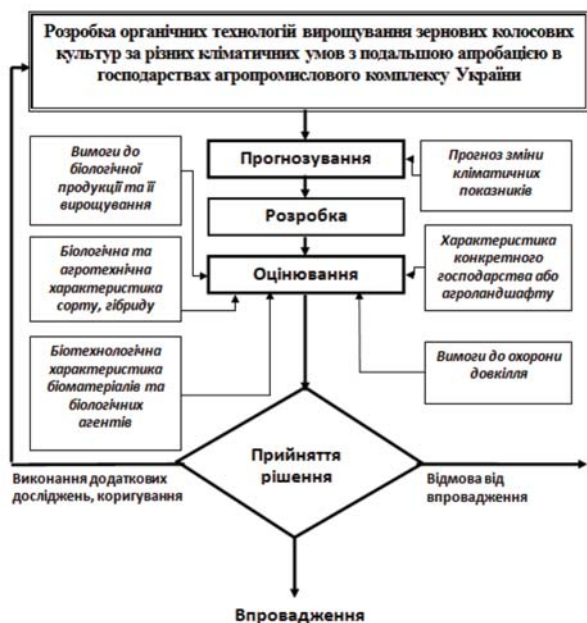 Розробка органічних технологій вирощування зернових колосових
культур за різних кліматичних умов з подальшою апробацією в
господарствах агропромислового комплексу України
Вимоги до
біологічної
продукції та її
вирощування
Прогнозування
Прогноз зміни
кліматичних
показників
Розробка
Біологічна та
агротехнічна
характеристика
сорту, гібриду
Оцінювання
Характеристика
конкретного
господарства або
агроландшафту
Біотехнологічна
характеристика
біоматеріалів та
біологічних
агентів
Вимоги до охорони
довкілля
Прийняття
рішення
Виконання додаткових
досліджень, коригування
Відмова від
впровадження
Впровадження